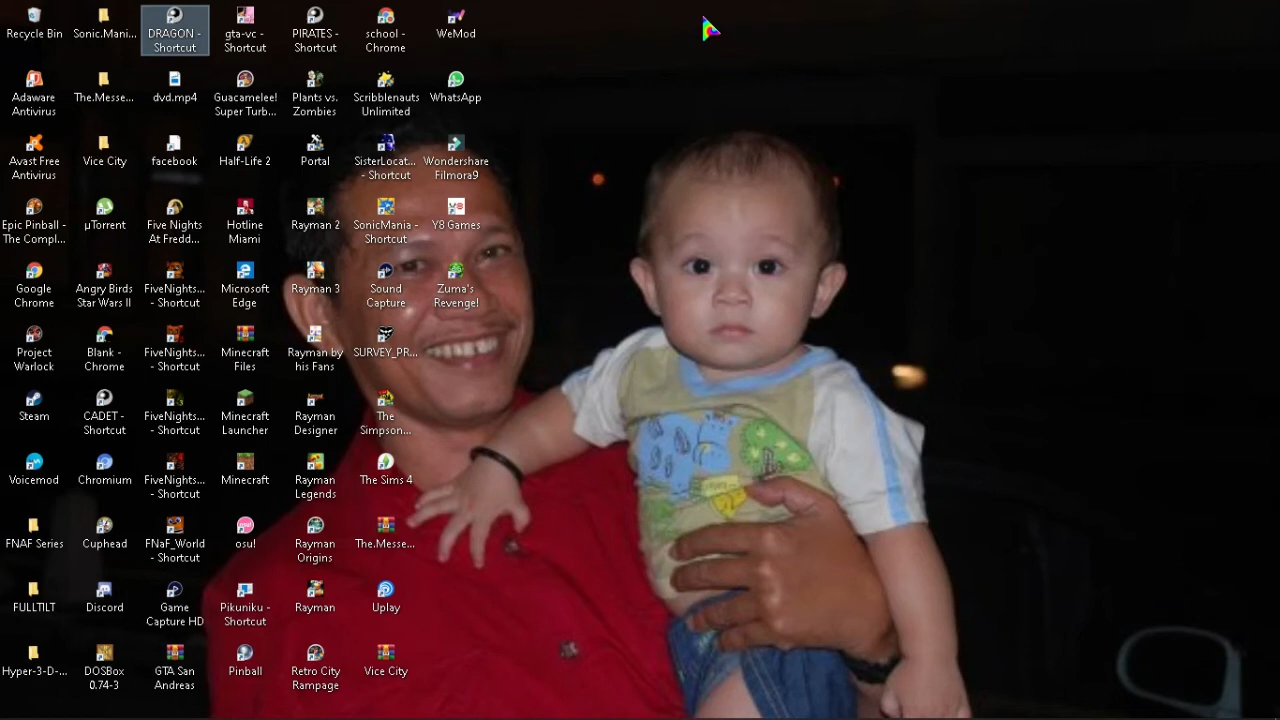 Recycle Bin
Sonic.Mani...
DRAGON -
Shortcut
gta-vc -
Shortcut
PIRATES -
Shortcut
school -
Chrome
WeMod
Adaware
Antivirus
The.Messe...
dvd.mp4
Guacamelee!
Super Turb...
Plants vs.
Zombies
Scribblenauts
Unlimited
WhatsApp
Avast Free
Antivirus
Vice City
facebook
Half-Life 2
Portal
SisterLocat...
- Shortcut
Wondershare
Filmora9
Epic Pinball -
The Compl...
µTorrent
Five Nights
At Fredd...
Hotline
Miami
Rayman 2
SonicMania -
Shortcut
Y8 Games
Google
Chrome
Angry Birds
Star Wars II
FiveNights...
- Shortcut
Microsoft
Edge
Rayman 3
Sound
Capture
Zuma's
Revenge!
Project
Warlock
Blank -
Chrome
FiveNights...
- Shortcut
Minecraft
Files
Rayman by
his Fans
SURVEY_PR...
Steam
CADET -
Shortcut
FiveNights...
- Shortcut
Minecraft
Launcher
Rayman
Designer
The
Simpson...
Voicemod
Chromium
FiveNights...
- Shortcut
Minecraft
Rayman
Legends
The Sims 4
FNAF Series
Cuphead
FNaF_World
- Shortcut
osu!
Rayman
Origins
The.Messe...
FULLTILT
Discord
Game
Capture HD
Pikuniku -
Shortcut
Rayman
Uplay
Hyper-3-D-...
DOSBox
0.74-3
GTA San
Andreas
Pinball
Retro City
Rampage
Vice City